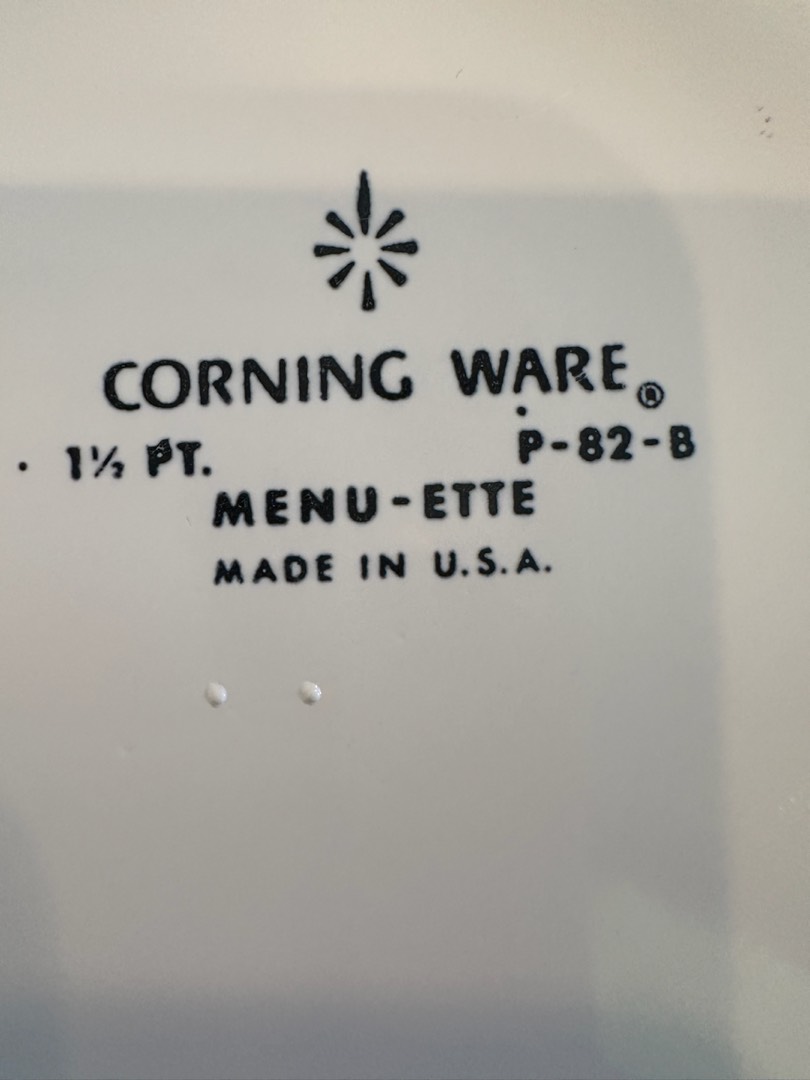 CORNING WARE®
1½ PT. P-82-B
MENU-ETTE
MADE IN U.S.A.